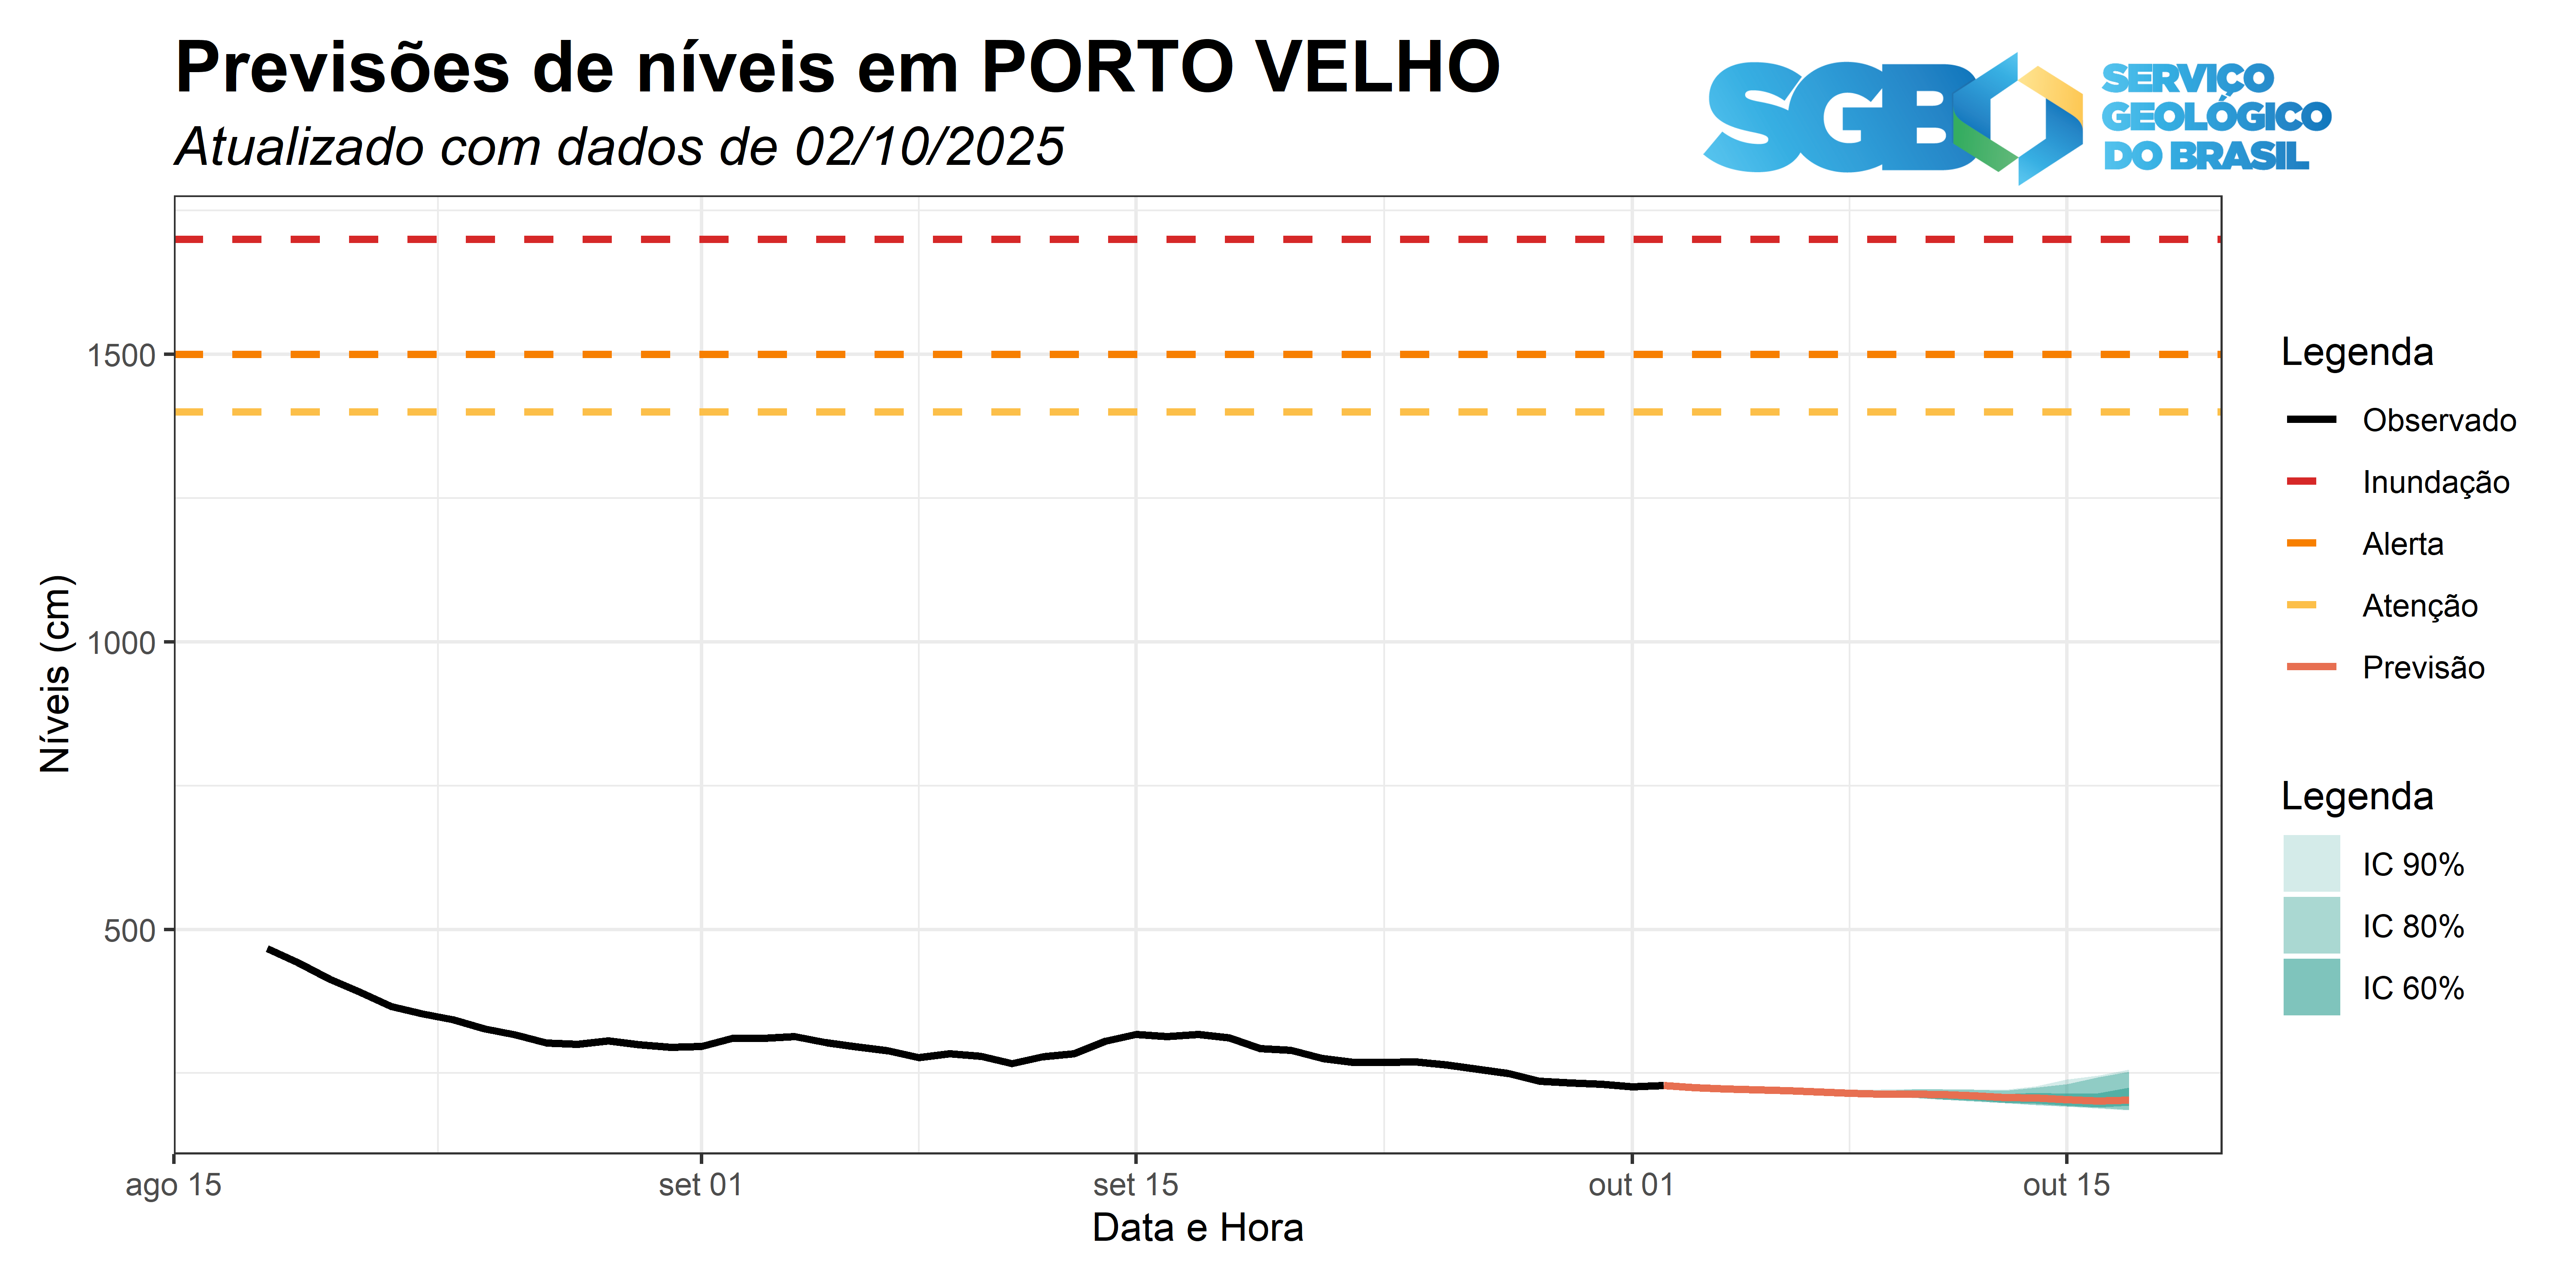 Previsões de níveis em PORTO VELHO
Atualizado com dados de 02/10/2025
SGB
SERVIÇO
GEOLÓGICO
DO BRASIL
Níveis (cm)
1500
1000
500
ago 15
set 01
set 15
out 01
out 15
Data e Hora
Legenda
Observado
Inundação
Alerta
Atenção
Previsão
Legenda
IC 90%
IC 80%
IC 60%